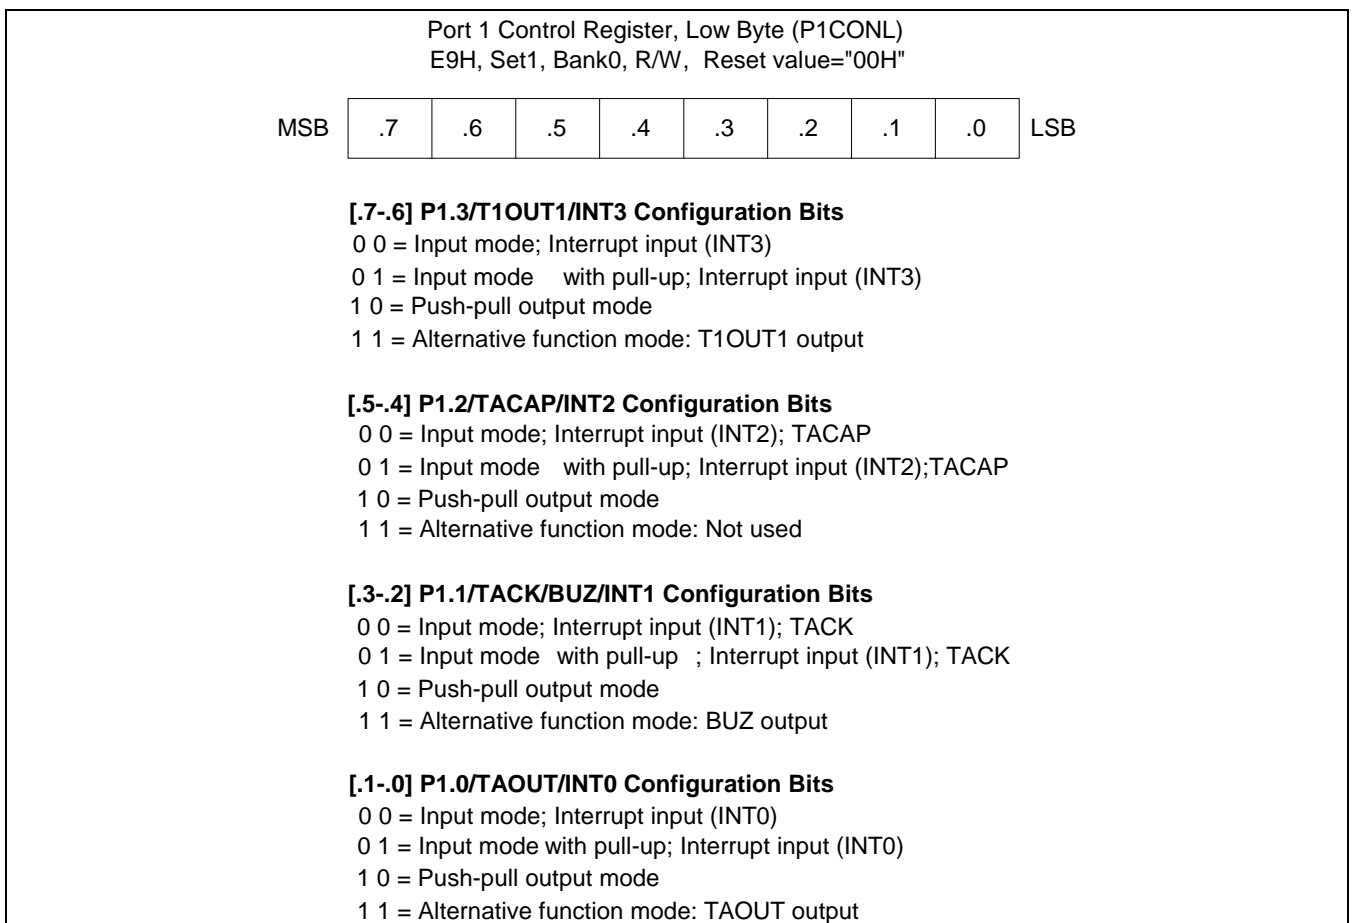 Port 1 Control Register, Low Byte (P1CONL)
E9H, Set1, Bank0, R/W, Reset value="00H"
MSB .7 .6 .5 .4 .3 .2 .1 .0 LSB
[.7-.6] P1.3/T1OUT1/INT3 Configuration Bits
0 0 = Input mode; Interrupt input (INT3)
0 1 = Input mode with pull-up; Interrupt input (INT3)
1 0 = Push-pull output mode
1 1 = Alternative function mode: T1OUT1 output
[.5-.4] P1.2/TACAP/INT2 Configuration Bits
0 0 = Input mode; Interrupt input (INT2); TACAP
0 1 = Input mode with pull-up; Interrupt input (INT2);TACAP
1 0 = Push-pull output mode
1 1 = Alternative function mode: Not used
[.3-.2] P1.1/TACK/BUZ/INT1 Configuration Bits
0 0 = Input mode; Interrupt input (INT1); TACK
0 1 = Input mode with pull-up ; Interrupt input (INT1); TACK
1 0 = Push-pull output mode
1 1 = Alternative function mode: BUZ output
[.1-.0] P1.0/TAOUT/INT0 Configuration Bits
0 0 = Input mode; Interrupt input (INT0)
0 1 = Input mode with pull-up; Interrupt input (INT0)
1 0 = Push-pull output mode
1 1 = Alternative function mode: TAOUT output